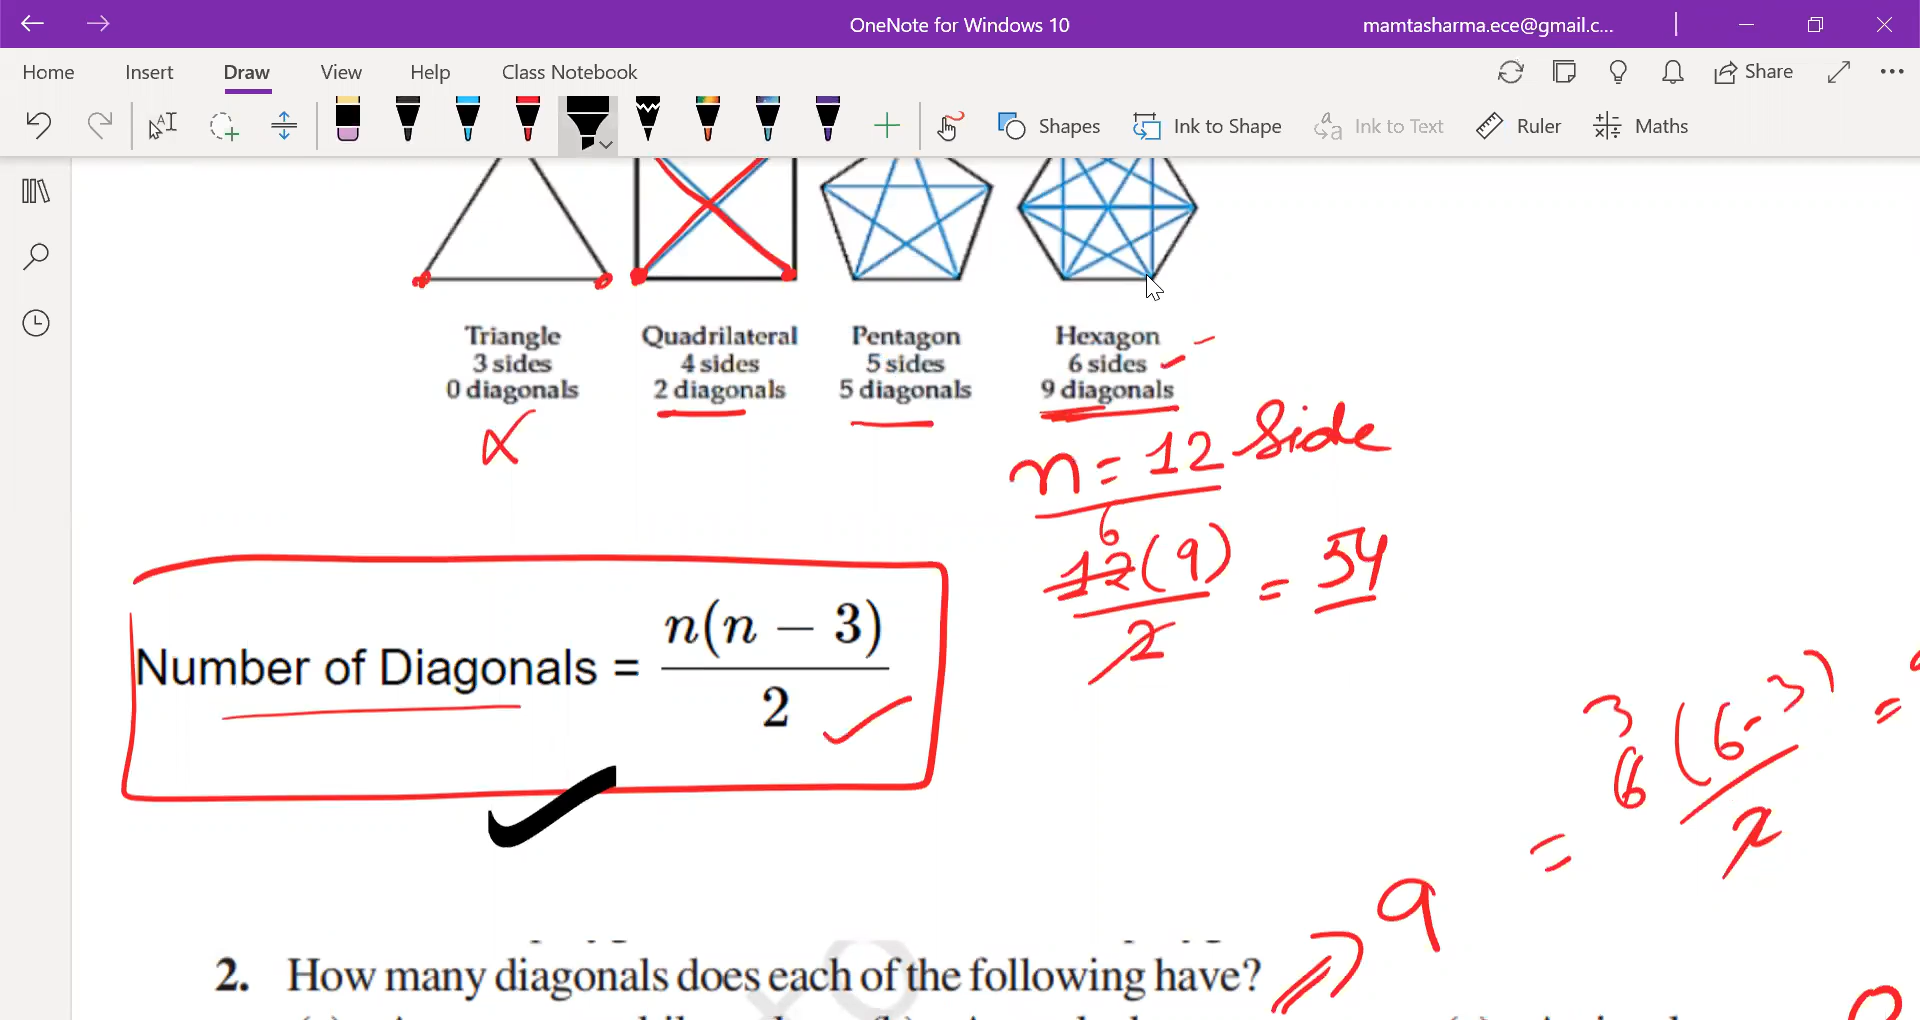 OneNote for Windows 10
mamtasharma.ece@gmail.c...
Home Insert Draw View Help Class Notebook Share
Shapes Ink to Shape Ink to Text Ruler Maths
Triangle
3 sides
0 diagonals
Quadrilateral
4 sides
2 diagonals
Pentagon
5 sides
5 diagonals
Hexagon
6 sides
9 diagonals
n = 12 Side
6
12(9)/2 = 54
Number of Diagonals = n(n − 3)/2
3
6(6-3)/2 =
= 9
2. How many diagonals does each of the following have?